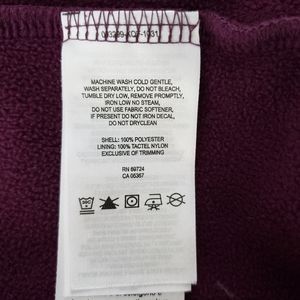 MACHINE WASH COLD GENTLE,
WASH SEPARATELY, DO NOT BLEACH,
TUMBLE DRY LOW, REMOVE PROMPTLY,
IRON LOW NO STEAM,
DO NOT USE FABRIC SOFTENER,
IF PRESENT DO NOT IRON DECAL,
DO NOT DRYCLEAN
SHELL: 100% POLYESTER
LINING: 100% TACTEL NYLON
EXCLUSIVE OF TRIMMING
RN 69724
CA 05367